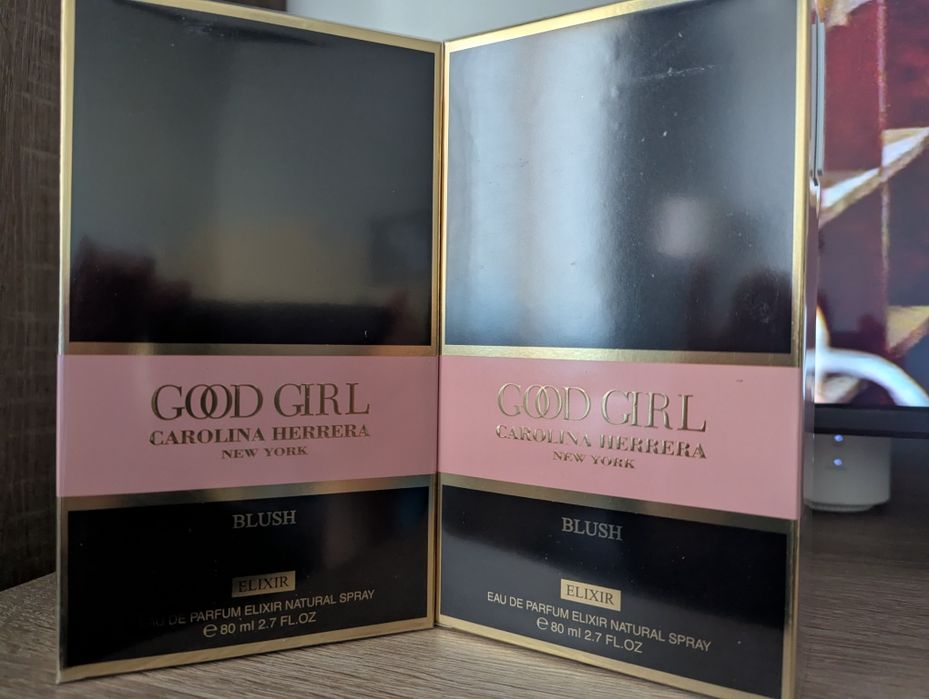 GOOD GIRL
CAROLINA HERRERA
NEW YORK
BLUSH
ELIXIR
EAU DE PARFUM ELIXIR NATURAL SPRAY
℮ 80 ml 2.7 FL.OZ
GOOD GIRL
CAROLINA HERRERA
NEW YORK
BLUSH
ELIXIR
EAU DE PARFUM ELIXIR NATURAL SPRAY
℮ 80 ml 2.7 FL.OZ